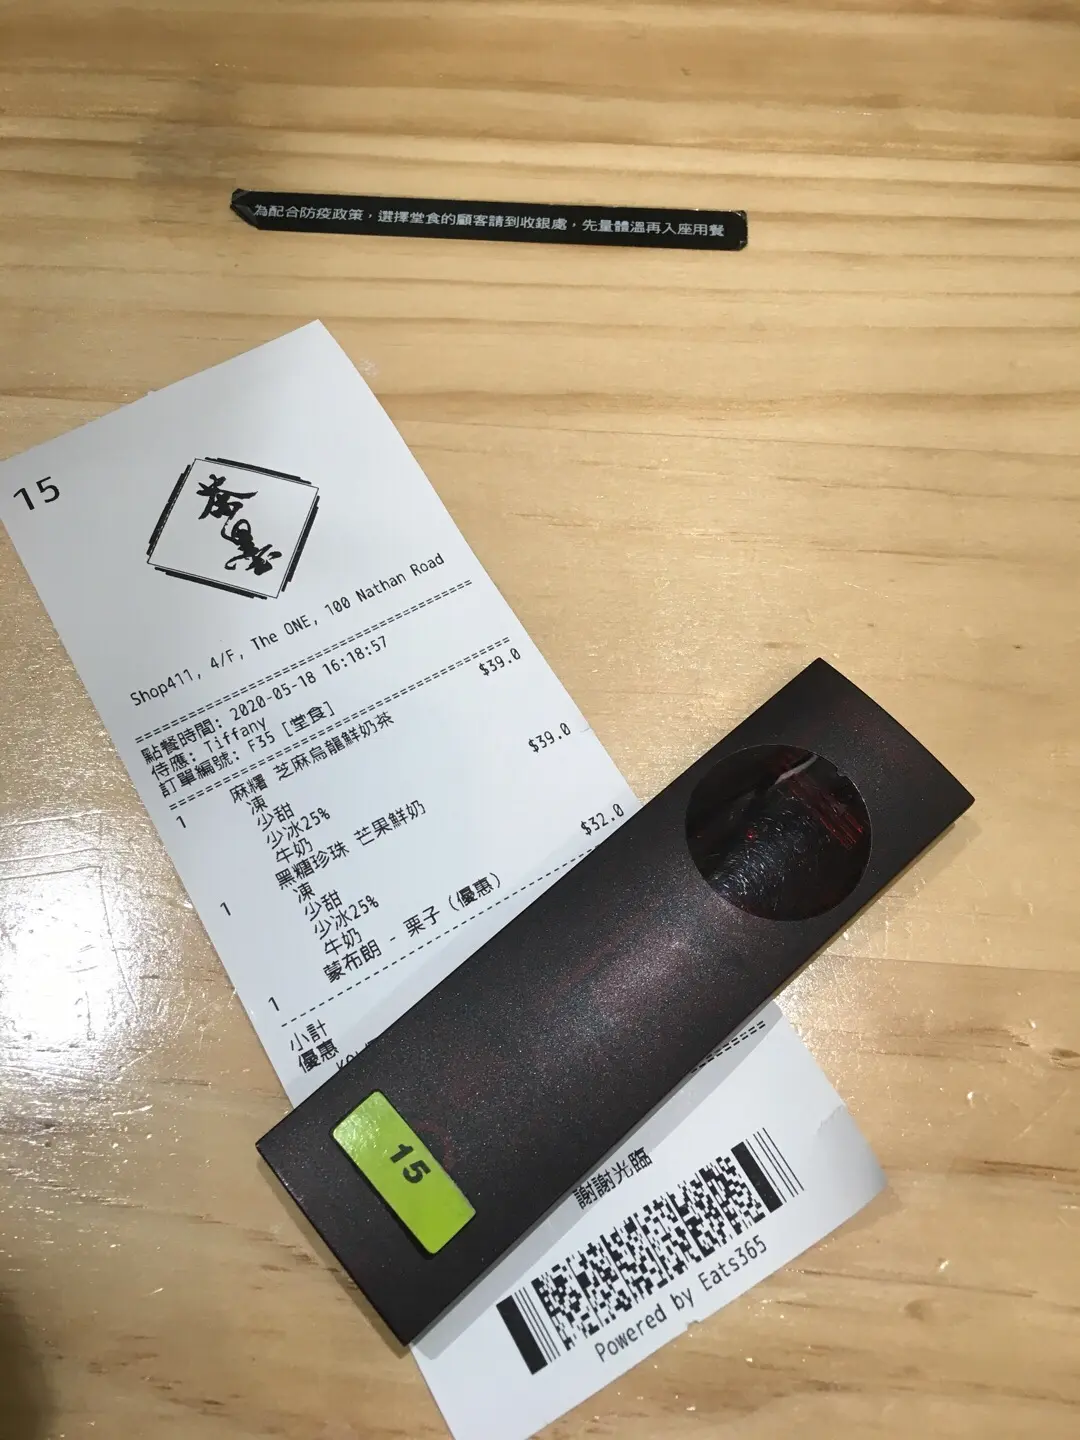 為配合防疫政策，選擇堂食的顧客請到收銀處，先量體溫再入座用餐
15
茶墨
Shop411, 4/F, The ONE, 100 Nathan Road
點餐時間: 2020-05-18 16:18:57
侍應: Tiffany
訂單編號: F35 [堂食]
1 麻糬 芝麻烏龍鮮奶茶 $39.0
凍
少甜
少冰25%
牛奶
1 黑糖珍珠 芒果鮮奶 $39.0
凍
少甜
少冰25%
牛奶
1 蒙布朗 - 栗子 (優惠) $32.0
小計
優惠
15
謝謝光臨
Powered by Eats365